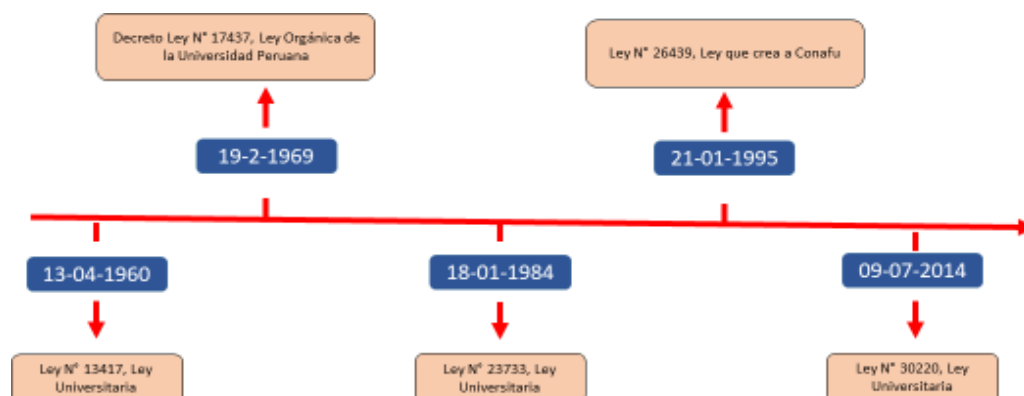 Decreto Ley N° 17437, Ley Orgánica de
la Universidad Peruana
Ley N° 26439, Ley que crea a Conafu
19-2-1969
21-01-1995
13-04-1960
18-01-1984
09-07-2014
Ley N° 13417, Ley
Universitaria
Ley N° 23733, Ley
Universitaria
Ley N° 30220, Ley
Universitaria